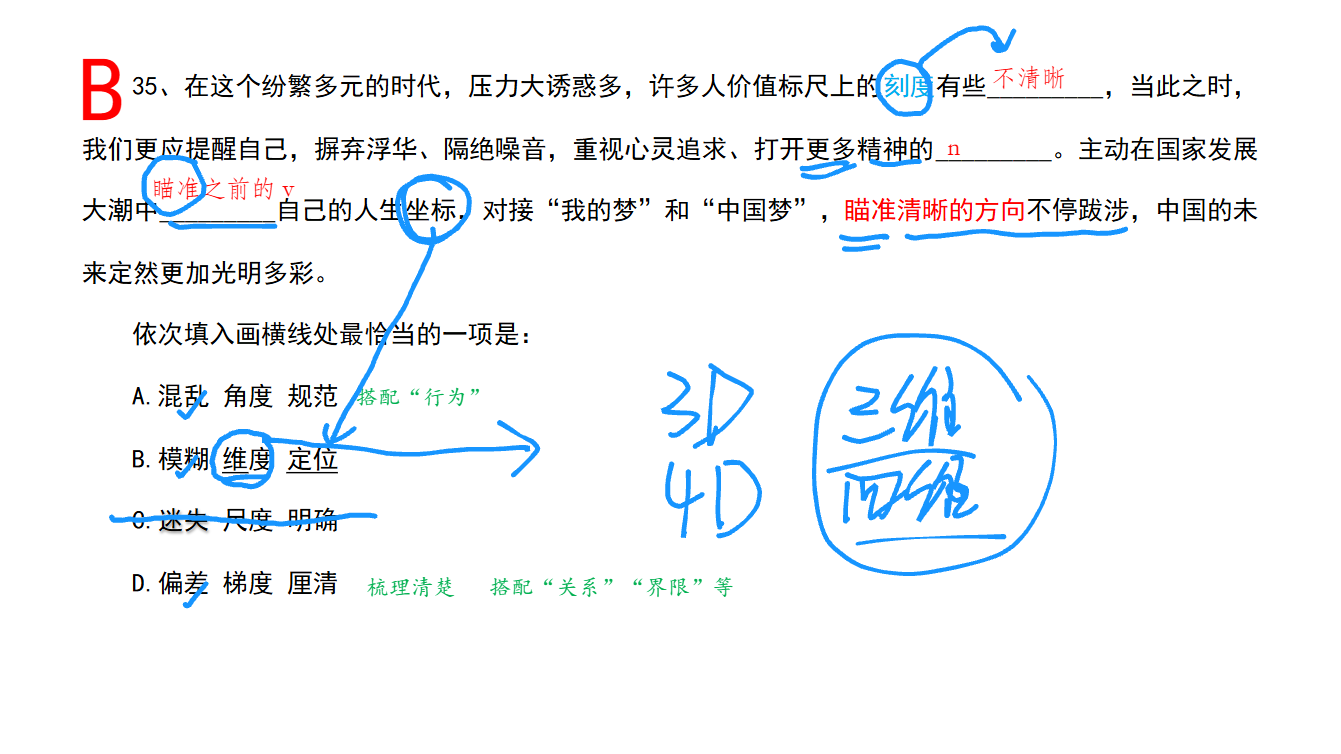 B 35、在这个纷繁多元的时代，压力大诱惑多，许多人价值标尺上的刻度有些_________，当此之时，
不清晰
我们更应提醒自己，摒弃浮华、隔绝噪音，重视心灵追求、打开更多精神的_________。主动在国家发展
n
瞄准之前的 v
大潮中_________自己的人生坐标，对接“我的梦”和“中国梦”，瞄准清晰的方向不停跋涉，中国的未
来定然更加光明多彩。
依次填入画横线处最恰当的一项是：
A. 混乱 角度 规范 搭配“行为”
B. 模糊 维度 定位
C. 迷失 尺度 明确
D. 偏差 梯度 厘清 梳理清楚 搭配“关系”“界限”等
3D
4D
三维
四维